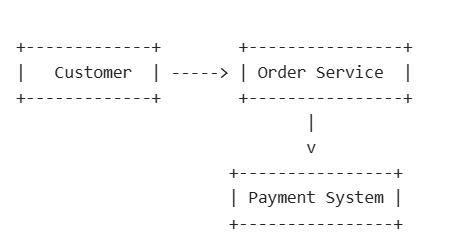 +-------------+        +----------------+
|   Customer  | -----> | Order Service  |
+-------------+        +----------------+
                              |
                              v
                      +----------------+
                      | Payment System |
                      +----------------+